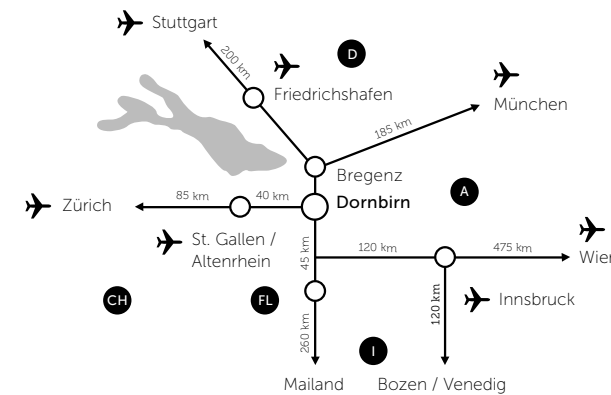 Stuttgart
D
200 km
Friedrichshafen
München
185 km
Bregenz
A
85 km
40 km
Dornbirn
Zürich
St. Gallen /
Altenrhein
45 km
120 km
475 km
Wien
CH
FL
120 km
Innsbruck
260 km
I
Mailand
Bozen / Venedig